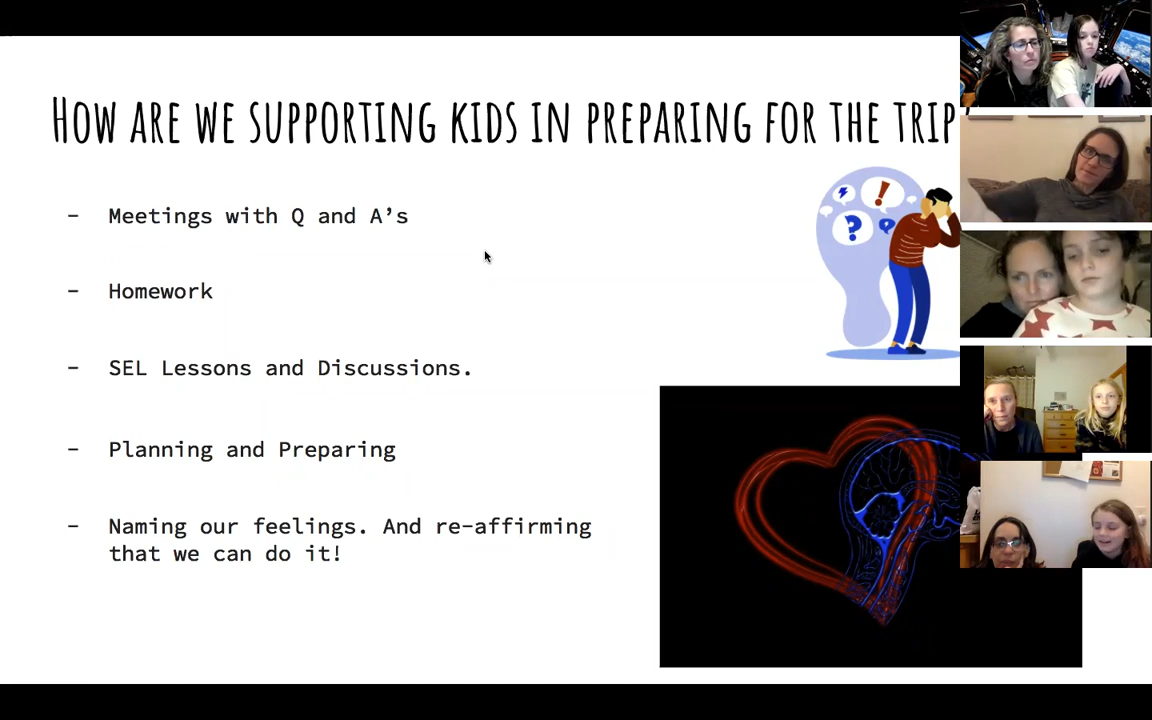 How are we supporting kids in preparing for the trip?
- Meetings with Q and A’s
- Homework
- SEL Lessons and Discussions.
- Planning and Preparing
- Naming our feelings. And re-affirming
that we can do it!
! ? ?